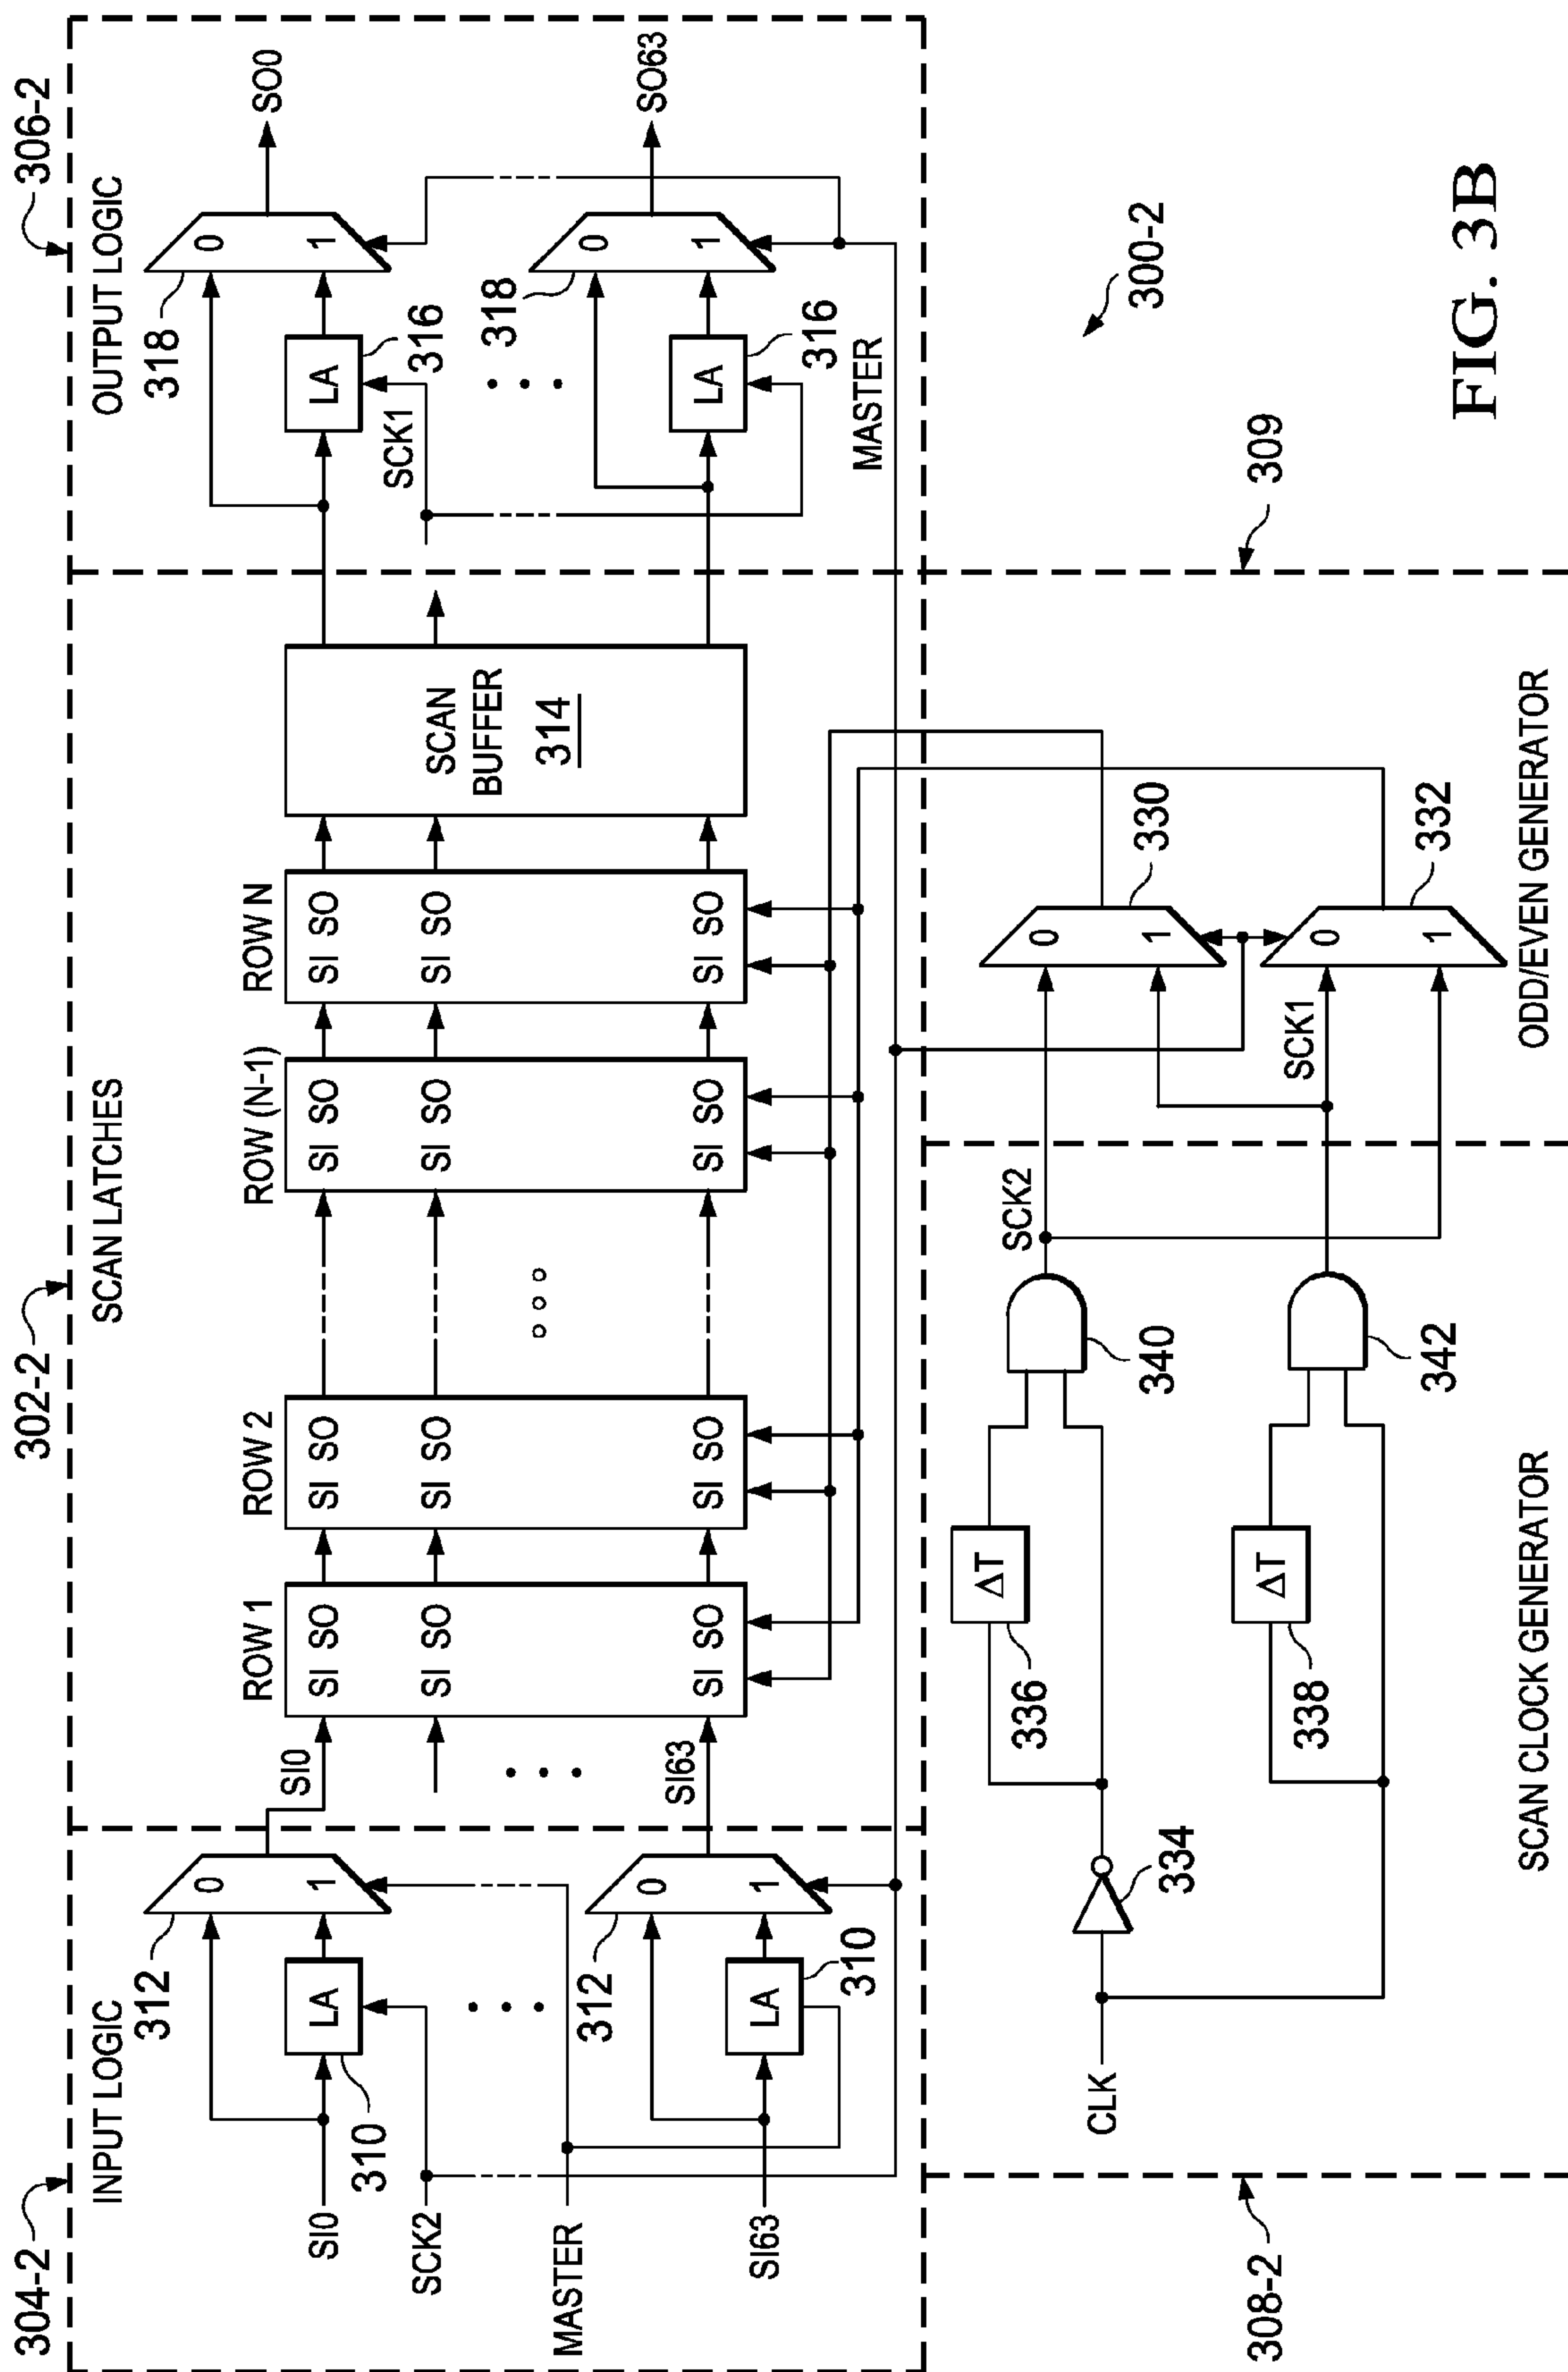 304-2
302-2
306-2
INPUT LOGIC
SCAN LATCHES
OUTPUT LOGIC
312
0
1
LA
310
SI0
SCK2
MASTER
312
0
1
LA
310
SI63
SI0
SI63
ROW 1
SI SO
SI SO
SI SO
ROW 2
SI SO
SI SO
SI SO
ROW (N-1)
SI SO
SI SO
SI SO
ROW N
SI SO
SI SO
SI SO
SCAN
BUFFER
314
318
0
1
SO0
LA
316
SCK1
318
0
1
SO63
LA
316
MASTER
CLK
334
ΔT
336
ΔT
338
340
342
SCK2
SCK1
0
1
330
0
1
332
308-2
SCAN CLOCK GENERATOR
ODD/EVEN GENERATOR
309
300-2
FIG. 3B